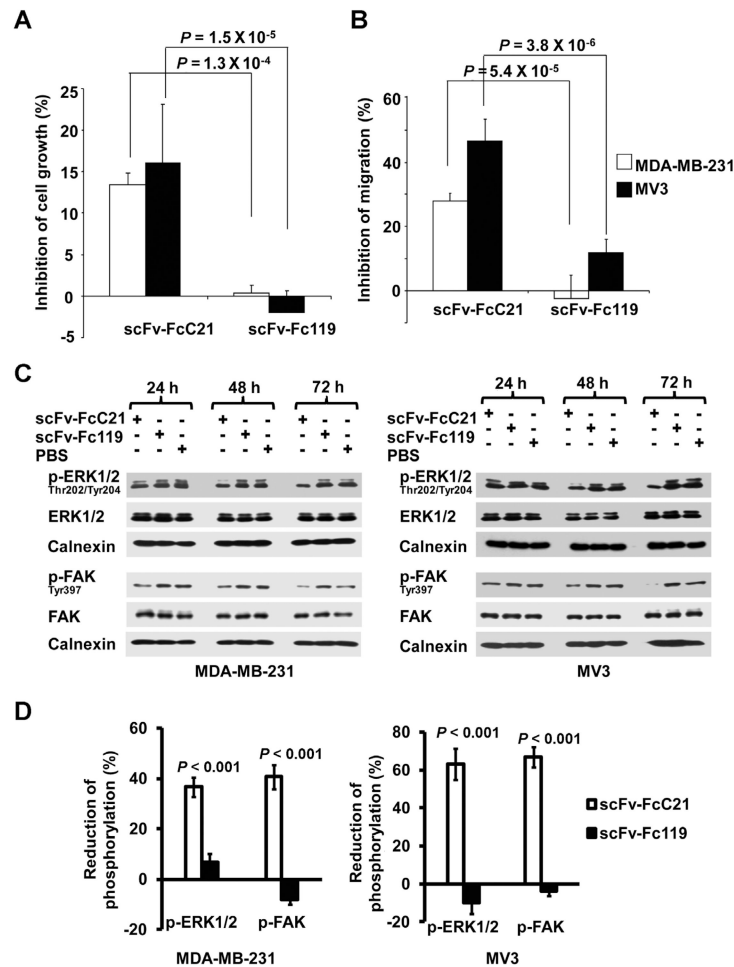 A
P = 1.5 X 10-5
P = 1.3 X 10-4
Inhibition of cell growth (%)
25
20
15
10
5
0
-5
scFv-FcC21
scFv-Fc119
B
P = 3.8 X 10-6
P = 5.4 X 10-5
Inhibition of migration (%)
60
40
20
0
scFv-FcC21
scFv-Fc119
MDA-MB-231
MV3
C
24 h 48 h 72 h
scFv-FcC21 + - - + - - + - -
scFv-Fc119 - + - - + - - + -
PBS - - + - - + - - +
p-ERK1/2
Thr202/Tyr204
ERK1/2
Calnexin
p-FAK
Tyr397
FAK
Calnexin
MDA-MB-231
24 h 48 h 72 h
scFv-FcC21 + - - + - - + - -
scFv-Fc119 - + - - + - - + -
PBS - - + - - + - - +
p-ERK1/2
Thr202/Tyr204
ERK1/2
Calnexin
p-FAK
Tyr397
FAK
Calnexin
MV3
D
Reduction of
phosphorylation (%)
60
40
20
0
-20
P < 0.001
P < 0.001
p-ERK1/2
p-FAK
MDA-MB-231
Reduction of
phosphorylation (%)
80
60
40
20
0
-20
P < 0.001
P < 0.001
p-ERK1/2
p-FAK
MV3
scFv-FcC21
scFv-Fc119